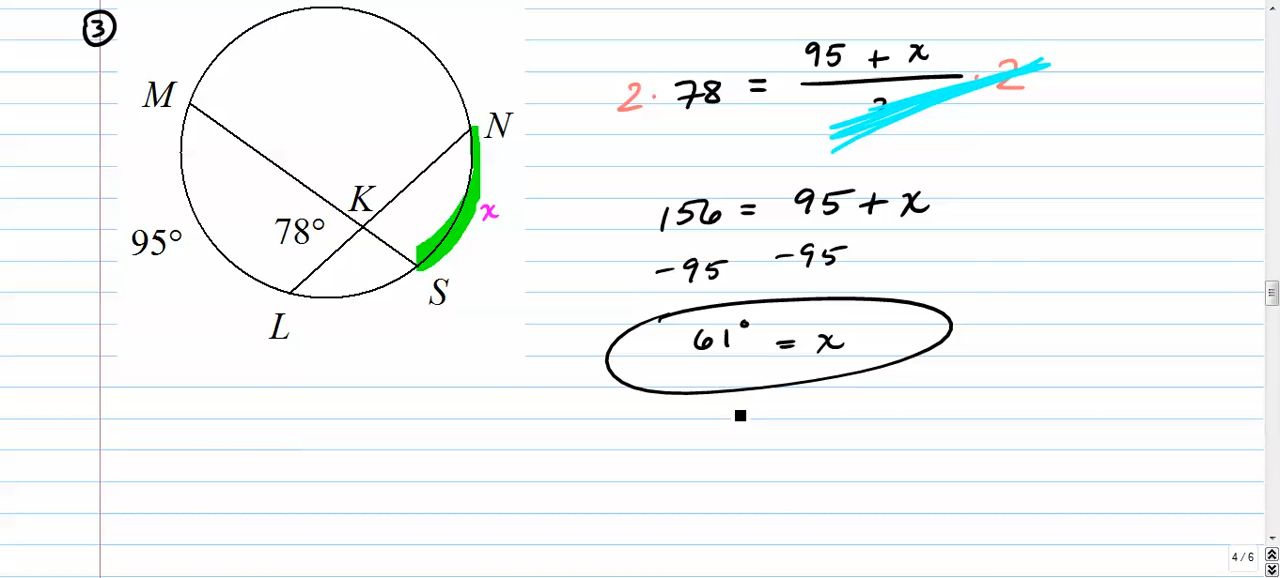 3
M
N
K
78°
x
95°
S
L
95 + x
2 · 78 = · 2
156 = 95 + x
-95 -95
61° = x
4 / 6